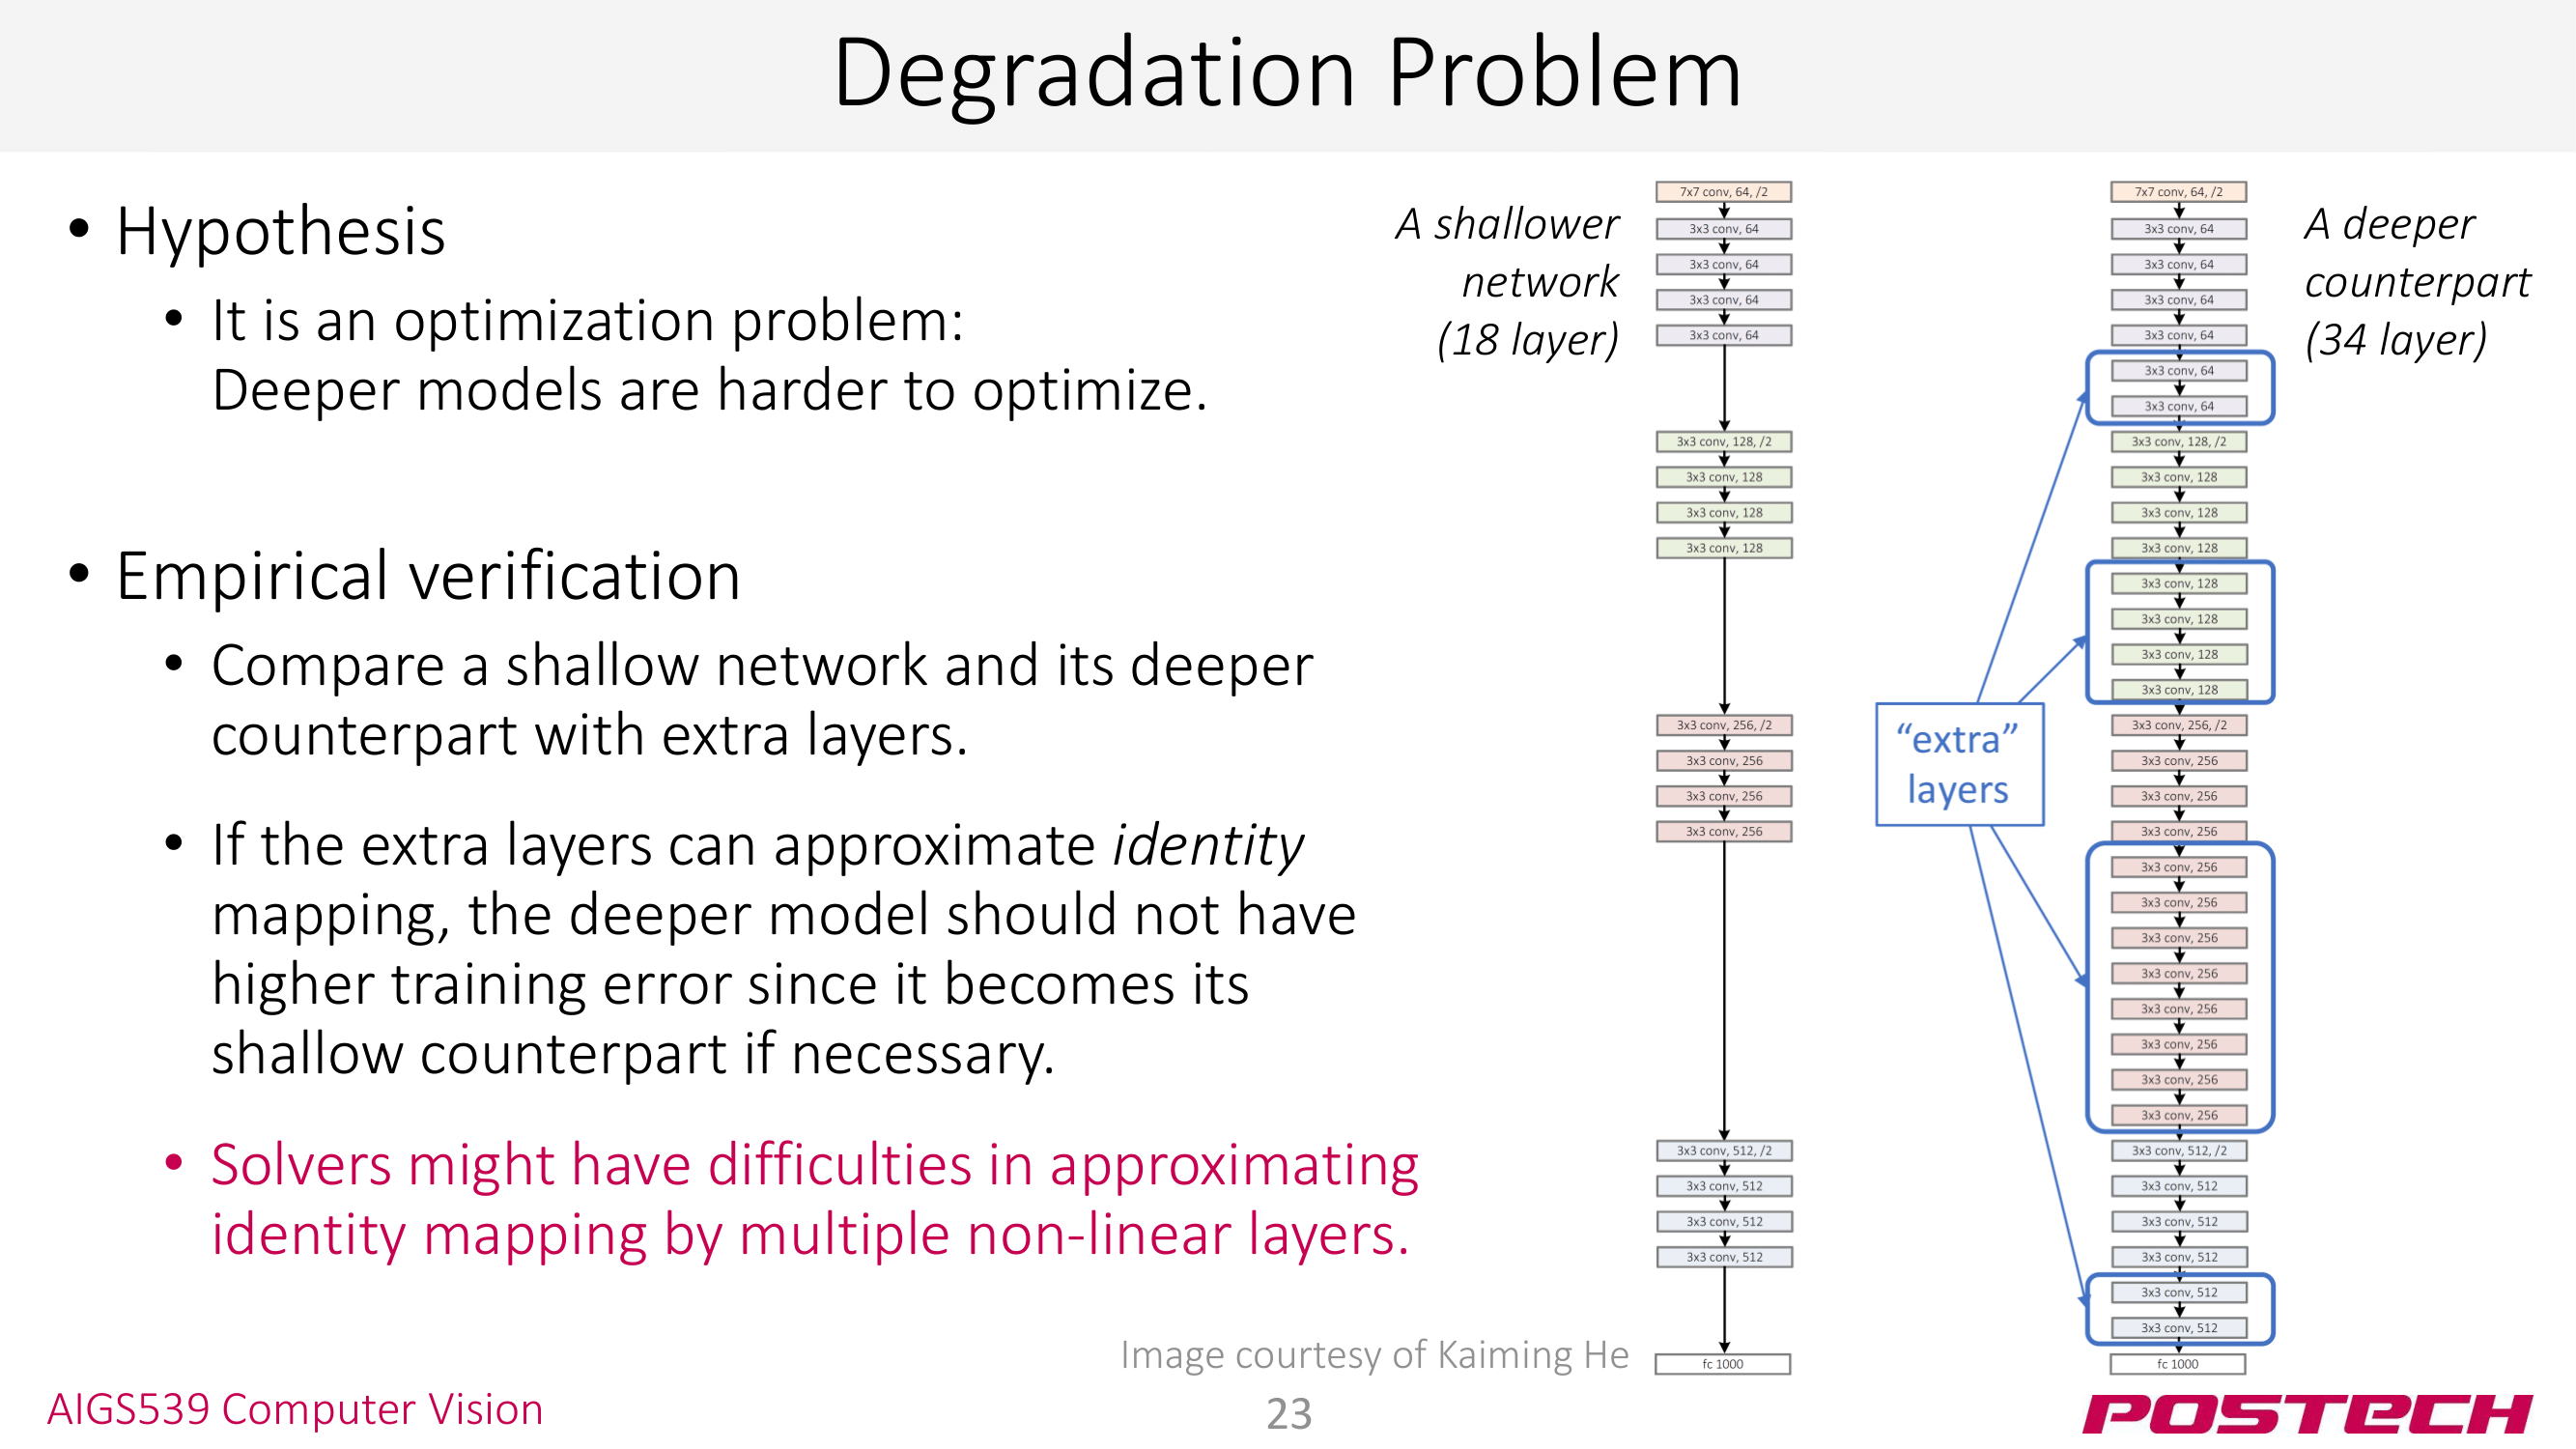 Degradation Problem
• Hypothesis
• It is an optimization problem:
Deeper models are harder to optimize.
• Empirical verification
• Compare a shallow network and its deeper
counterpart with extra layers.
• If the extra layers can approximate identity
mapping, the deeper model should not have
higher training error since it becomes its
shallow counterpart if necessary.
• Solvers might have difficulties in approximating
identity mapping by multiple non-linear layers.
A shallower
network
(18 layer)
7x7 conv, 64, /2
3x3 conv, 64
3x3 conv, 64
3x3 conv, 64
3x3 conv, 64
3x3 conv, 128, /2
3x3 conv, 128
3x3 conv, 128
3x3 conv, 128
3x3 conv, 256, /2
3x3 conv, 256
3x3 conv, 256
3x3 conv, 256
3x3 conv, 512, /2
3x3 conv, 512
3x3 conv, 512
3x3 conv, 512
fc 1000
"extra"
layers
7x7 conv, 64, /2
3x3 conv, 64
3x3 conv, 64
3x3 conv, 64
3x3 conv, 64
3x3 conv, 64
3x3 conv, 64
3x3 conv, 128, /2
3x3 conv, 128
3x3 conv, 128
3x3 conv, 128
3x3 conv, 128
3x3 conv, 128
3x3 conv, 128
3x3 conv, 128
3x3 conv, 256, /2
3x3 conv, 256
3x3 conv, 256
3x3 conv, 256
3x3 conv, 256
3x3 conv, 256
3x3 conv, 256
3x3 conv, 256
3x3 conv, 256
3x3 conv, 256
3x3 conv, 256
3x3 conv, 256
3x3 conv, 512, /2
3x3 conv, 512
3x3 conv, 512
3x3 conv, 512
3x3 conv, 512
3x3 conv, 512
fc 1000
A deeper
counterpart
(34 layer)
Image courtesy of Kaiming He
AIGS539 Computer Vision
23
POSTECH